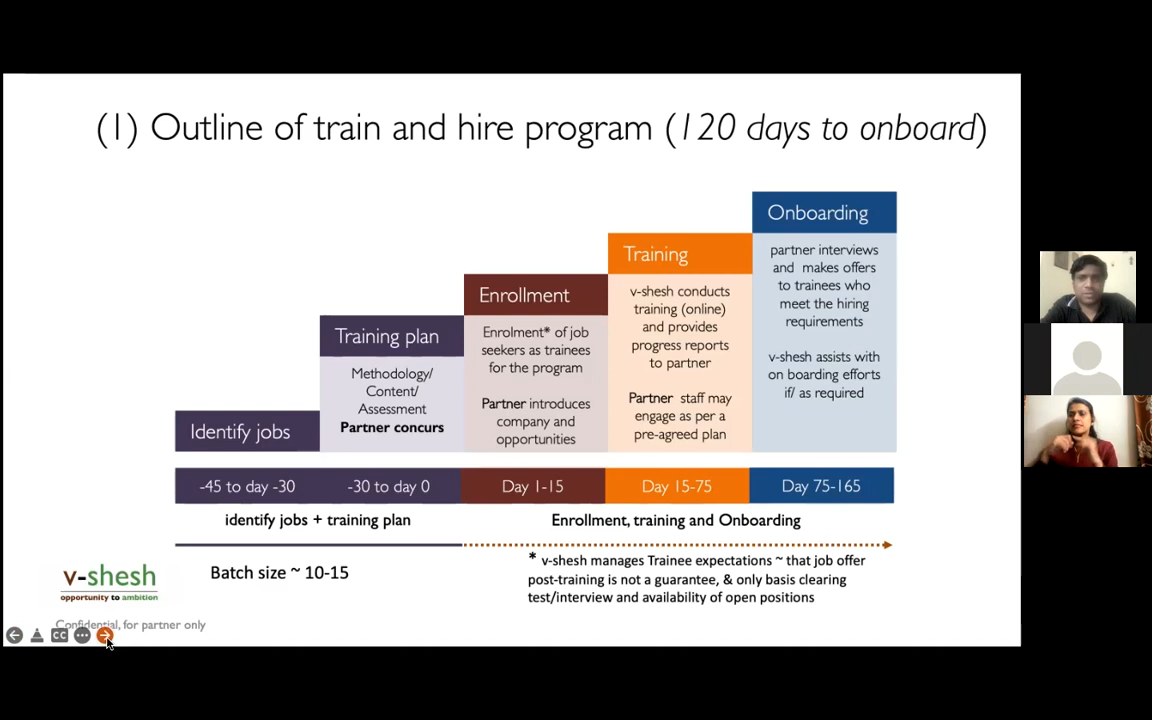 (1) Outline of train and hire program (120 days to onboard)
Identify jobs
Training plan
Methodology/
Content/
Assessment
Partner concurs
Enrollment
Enrolment* of job
seekers as trainees
for the program
Partner introduces
company and
opportunities
Training
v-shesh conducts
training (online)
and provides
progress reports
to partner
Partner staff may
engage as per a
pre-agreed plan
Onboarding
partner interviews
and makes offers
to trainees who
meet the hiring
requirements
v-shesh assists with
on boarding efforts
if/ as required
-45 to day -30
-30 to day 0
Day 1-15
Day 15-75
Day 75-165
identify jobs + training plan
Enrollment, training and Onboarding
Batch size ~ 10-15
* v-shesh manages Trainee expectations ~ that job offer
post-training is not a guarantee, & only basis clearing
test/interview and availability of open positions
v-shesh
opportunity to ambition
Confidential, for partner only
CC